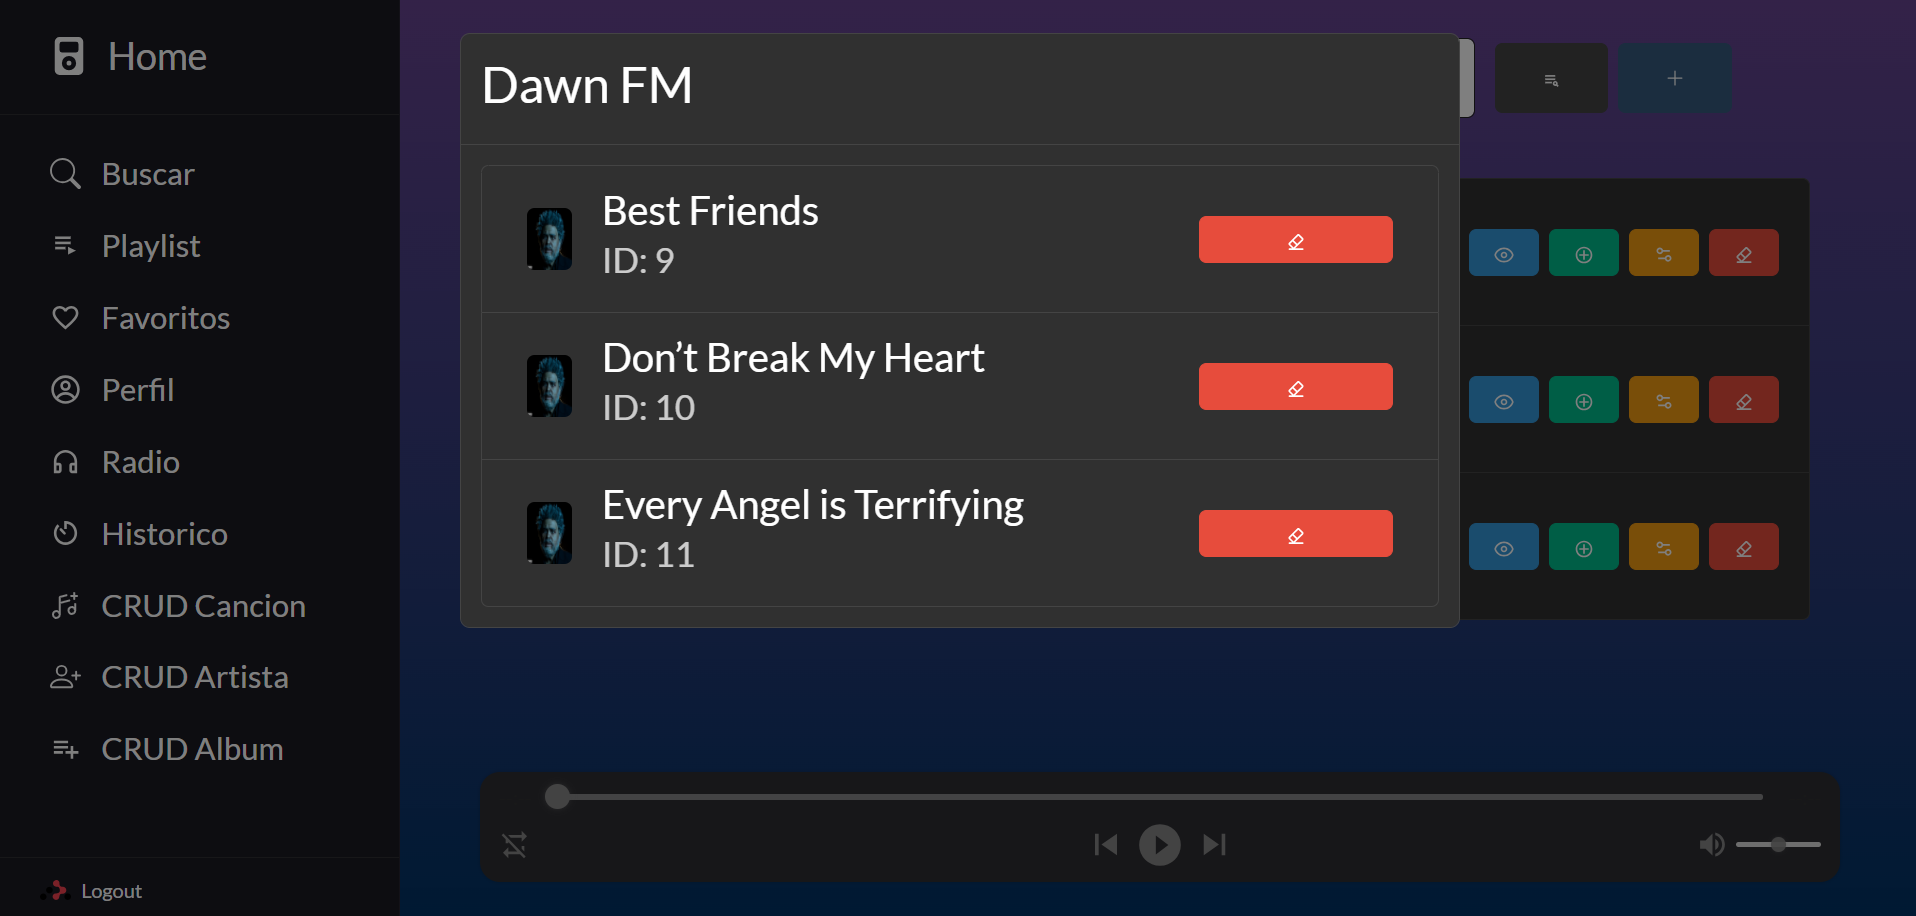 Home
Buscar
Playlist
Favoritos
Perfil
Radio
Historico
CRUD Cancion
CRUD Artista
CRUD Album
Logout
Dawn FM
Best Friends
ID: 9
Don’t Break My Heart
ID: 10
Every Angel is Terrifying
ID: 11